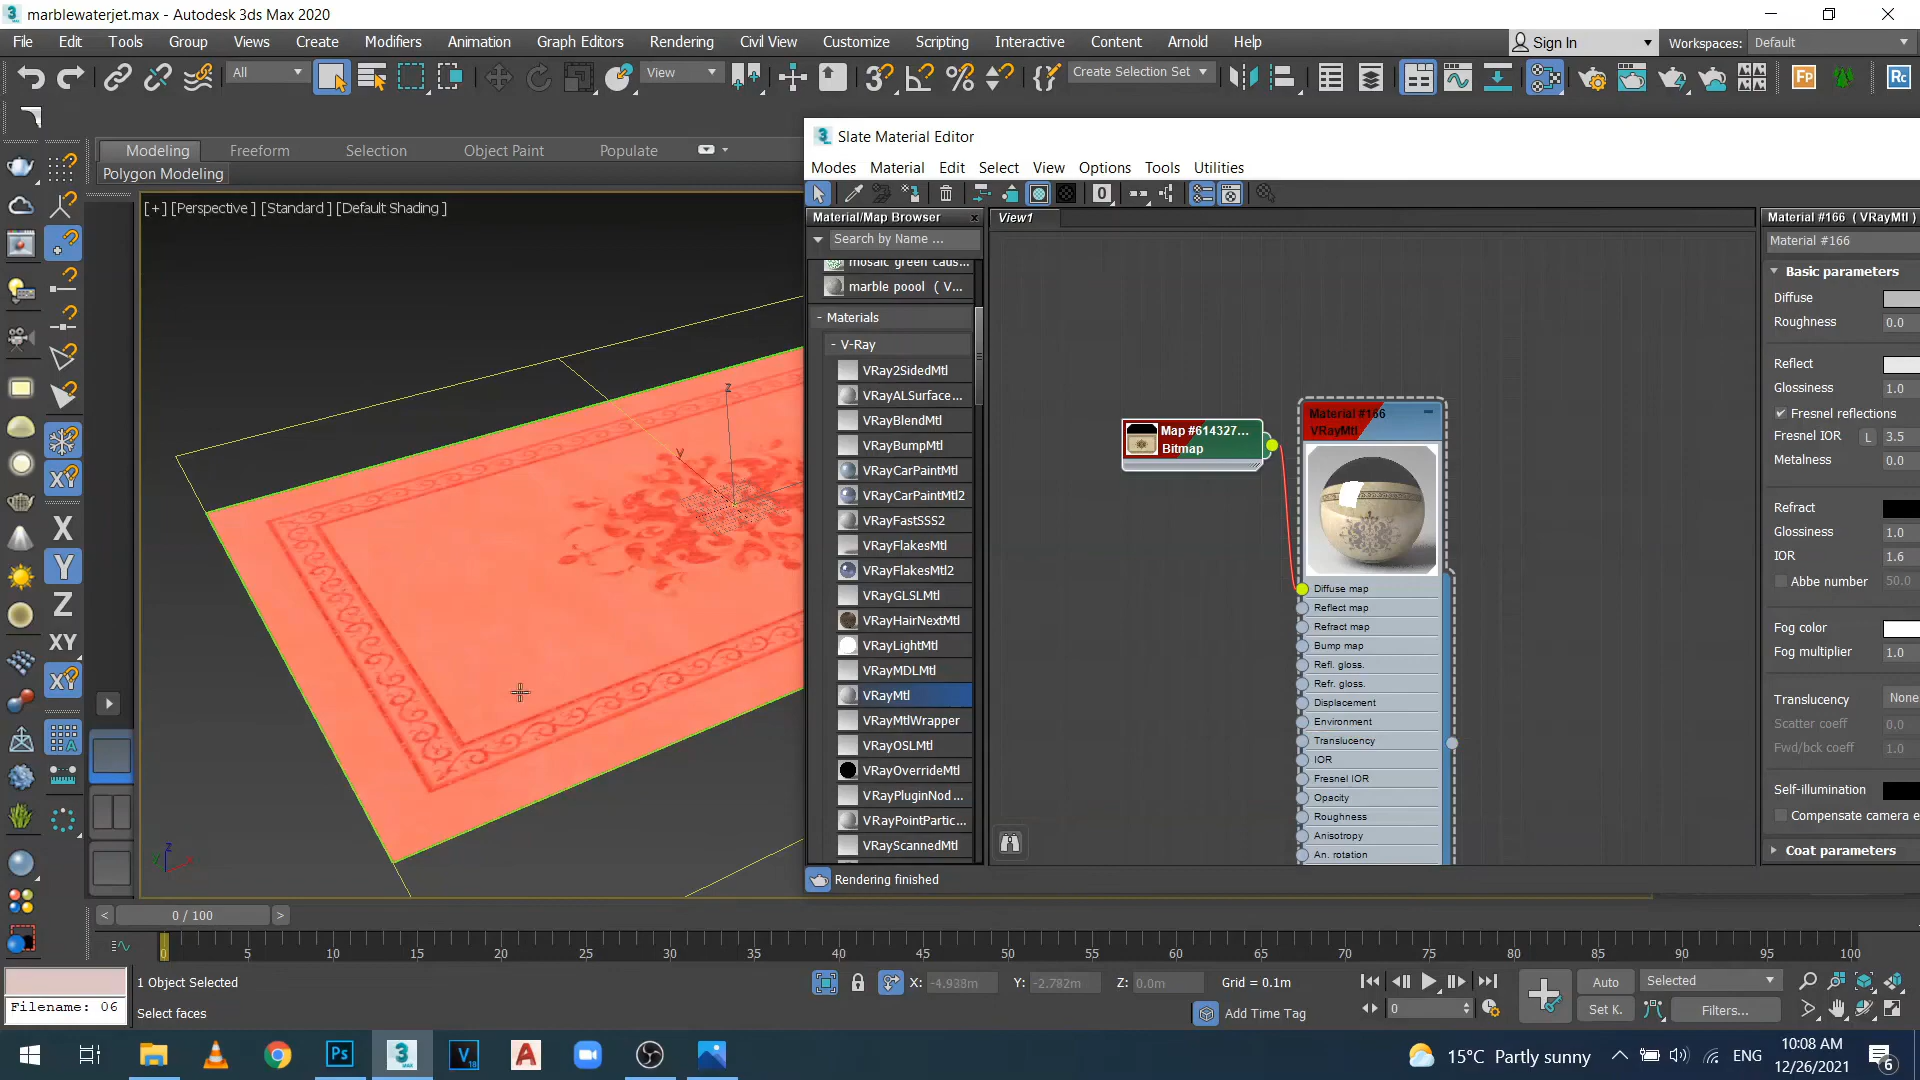 marblewaterjet.max - Autodesk 3ds Max 2020
File Edit Tools Group Views Create Modifiers Animation Graph Editors Rendering Civil View Customize Scripting Interactive Content Arnold Help
Sign In
Workspaces: Default
All
View
Create Selection Set
Fp
Rc
Modeling Freeform Selection Object Paint Populate
Polygon Modeling
[+] [Perspective ] [Standard ] [Default Shading ]
Slate Material Editor
Modes Material Edit Select View Options Tools Utilities
Material/Map Browser
Search by Name ...
mosaic green caus...
marble poool ( V...
- Materials
- V-Ray
VRay2SidedMtl
VRayALSurface...
VRayBlendMtl
VRayBumpMtl
VRayCarPaintMtl
VRayCarPaintMtl2
VRayFastSSS2
VRayFlakesMtl
VRayFlakesMtl2
VRayGLSLMtl
VRayHairNextMtl
VRayLightMtl
VRayMDLMtl
VRayMtl
VRayMtlWrapper
VRayOSLMtl
VRayOverrideMtl
VRayPluginNod...
VRayPointPartic...
VRayScannedMtl
View1
Map #614327...
Bitmap
Material #166
VRayMtl
Diffuse map
Reflect map
Refract map
Bump map
Refl. gloss.
Refr. gloss.
Displacement
Environment
Translucency
IOR
Fresnel IOR
Opacity
Roughness
Anisotropy
An. rotation
Material #166 ( VRayMtl )
Material #166
Basic parameters
Diffuse
Roughness 0.0
Reflect
Glossiness 1.0
Fresnel reflections
Fresnel IOR L 3.5
Metalness 0.0
Refract
Glossiness 1.0
IOR 1.6
Abbe number 50.0
Fog color
Fog multiplier 1.0
Translucency None
Scatter coeff 0.0
Fwd/bck coeff 1.0
Self-illumination
Compensate camera e
Coat parameters
Rendering finished
X
Y
Z
XY
z
y
< 0 / 100 >
0 5 10 15 20 25 30 35 40 45 50 55 60 65 70 75 80 85 90 95 100
1 Object Selected
Select faces
Filename: 06
X: -4.938m Y: -2.782m Z: 0.0m Grid = 0.1m
Add Time Tag
0
Auto
Selected
Set K.
Filters...
Ps
3
MAX
V
18
A
15°C Partly sunny
ENG
10:08 AM
12/26/2021
6